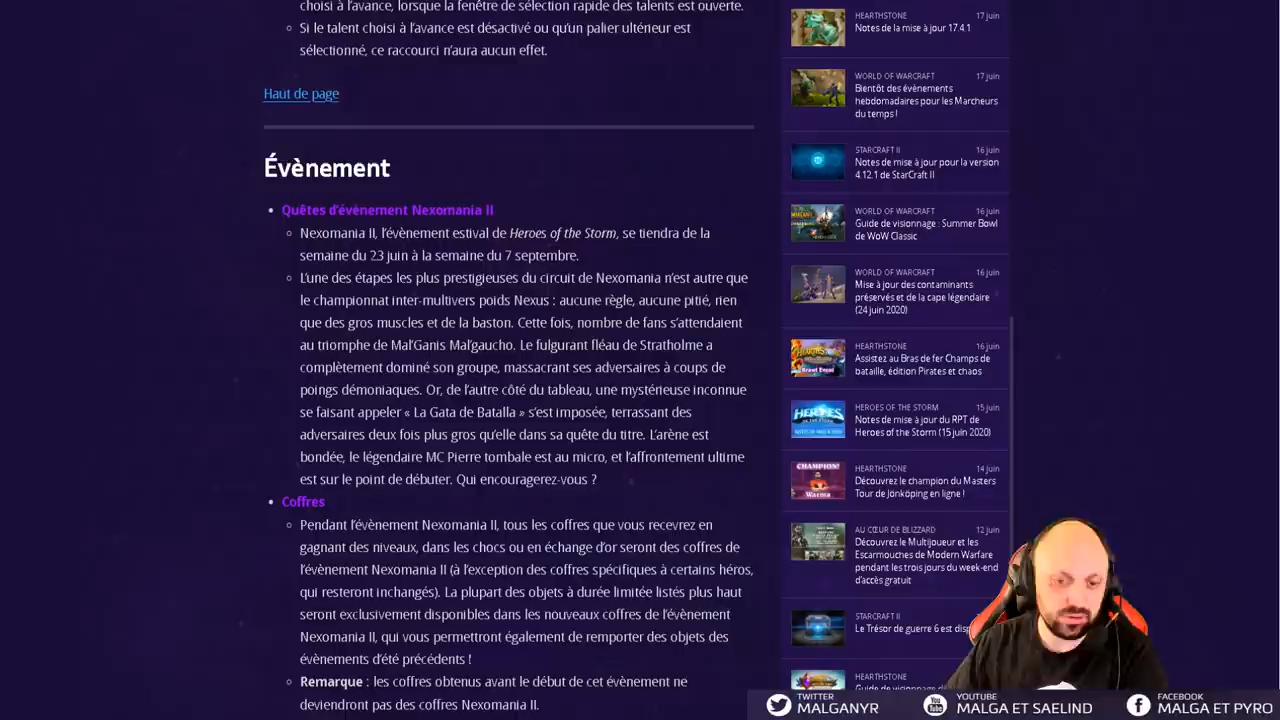 choisi à l'avance, lorsque la fenêtre de sélection rapide des talents est ouverte.
Si le talent choisi à l'avance est désactivé ou qu'un palier ultérieur est
sélectionné, ce raccourci n'aura aucun effet.
Haut de page
Évènement
Quêtes d'évènement Nexomania II
Nexomania II, l'évènement estival de Heroes of the Storm, se tiendra de la
semaine du 23 juin à la semaine du 7 septembre.
L'une des étapes les plus prestigieuses du circuit de Nexomania n'est autre que
le championnat inter-multivers poids Nexus : aucune règle, aucune pitié, rien
que des gros muscles et de la baston. Cette fois, nombre de fans s'attendaient
au triomphe de Mal'Ganis Mal'gaucho. Le fulgurant fléau de Stratholme a
complètement dominé son groupe, massacrant ses adversaires à coups de
poings démoniaques. Or, de l'autre côté du tableau, une mystérieuse inconnue
se faisant appeler « La Gata de Batalla » s'est imposée, terrassant des
adversaires deux fois plus gros qu'elle dans sa quête du titre. L'arène est
bondée, le légendaire MC Pierre tombale est au micro, et l'affrontement ultime
est sur le point de débuter. Qui encouragerez-vous ?
Coffres
Pendant l'évènement Nexomania II, tous les coffres que vous recevrez en
gagnant des niveaux, dans les chocs ou en échange d'or seront des coffres de
l'évènement Nexomania II (à l'exception des coffres spécifiques à certains héros,
qui resteront inchangés). La plupart des objets à durée limitée listés plus haut
seront exclusivement disponibles dans les nouveaux coffres de l'évènement
Nexomania II, qui vous permettront également de remporter des objets des
évènements d'été précédents !
Remarque : les coffres obtenus avant le début de cet évènement ne
deviendront pas des coffres Nexomania II.
HEARTHSTONE 17 juin
Notes de la mise à jour 17.4.1
WORLD OF WARCRAFT 17 juin
Bientôt des évènements
hebdomadaires pour les Marcheurs
du temps !
STARCRAFT II 16 juin
Notes de mise à jour pour la version
4.12.1 de StarCraft II
WORLD OF WARCRAFT 16 juin
Guide de visionnage : Summer Bowl
de WoW Classic
WORLD OF WARCRAFT 16 juin
Mise à jour des contaminants
préservés et de la cape légendaire
(24 juin 2020)
HEARTHSTONE 16 juin
Assistez au Bras de fer Champs de
bataille, édition Pirates et chaos
HEROES OF THE STORM 15 juin
Notes de mise à jour du RPT de
Heroes of the Storm (15 juin 2020)
HEROES
CHAMPION!
HEARTHSTONE 14 juin
Découvrez le champion du Masters
Tour de Jönköping en ligne !
AU CŒUR DE BLIZZARD 12 juin
Découvrez le Multijoueur et les
Escarmouches de Modern Warfare
pendant les trois jours du week-end
d'accès gratuit
STARCRAFT II
Le Trésor de guerre 6 est
HEARTHSTONE
Guide de visionnage
TWITTER
MALGANYR
YOUTUBE
MALGA ET SAELIND
FACEBOOK
MALGA ET PYRO